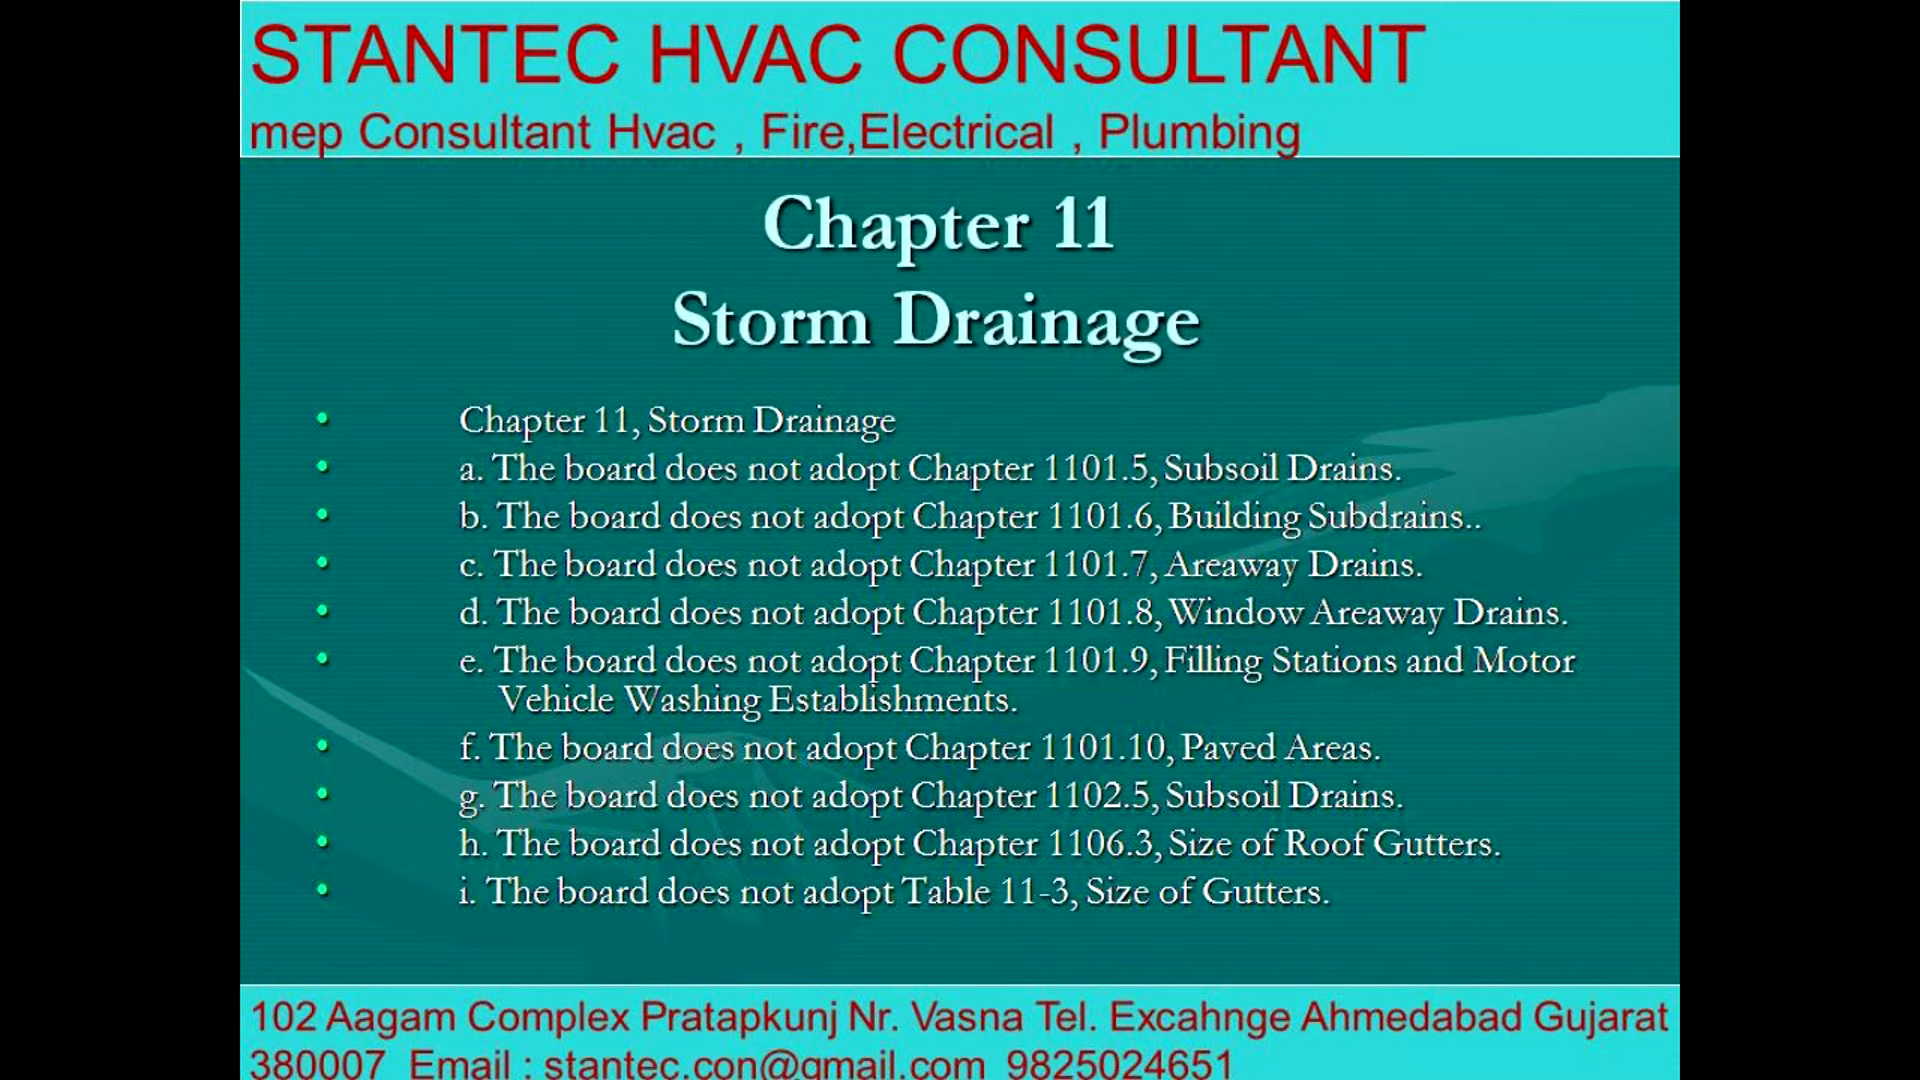 STANTEC HVAC CONSULTANT
mep Consultant Hvac , Fire,Electrical , Plumbing
Chapter 11
Storm Drainage
• Chapter 11, Storm Drainage
• a. The board does not adopt Chapter 1101.5, Subsoil Drains.
• b. The board does not adopt Chapter 1101.6, Building Subdrains..
• c. The board does not adopt Chapter 1101.7, Areaway Drains.
• d. The board does not adopt Chapter 1101.8, Window Areaway Drains.
• e. The board does not adopt Chapter 1101.9, Filling Stations and Motor
Vehicle Washing Establishments.
• f. The board does not adopt Chapter 1101.10, Paved Areas.
• g. The board does not adopt Chapter 1102.5, Subsoil Drains.
• h. The board does not adopt Chapter 1106.3, Size of Roof Gutters.
• i. The board does not adopt Table 11-3, Size of Gutters.
102 Aagam Complex Pratapkunj Nr. Vasna Tel. Excahnge Ahmedabad Gujarat
380007 Email : stantec.con@gmail.com 9825024651